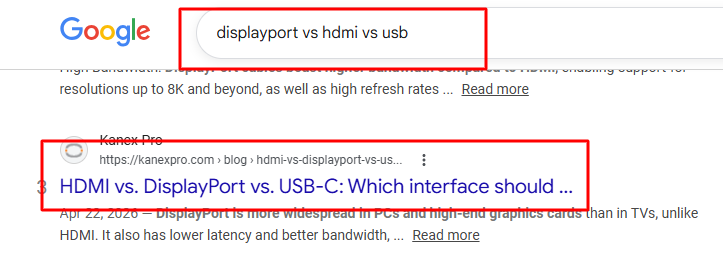 Google
displayport vs hdmi vs usb
High Bandwidth: DisplayPort cables boast higher bandwidth compared to HDMI, enabling support for
resolutions up to 8K and beyond, as well as high refresh rates ... Read more
Kanex Pro
https://kanexpro.com › blog › hdmi-vs-displayport-vs-us...
3 HDMI vs. DisplayPort vs. USB-C: Which interface should ...
Apr 22, 2026 — DisplayPort is more widespread in PCs and high-end graphics cards than in TVs, unlike
HDMI. It also has lower latency and better bandwidth, ... Read more